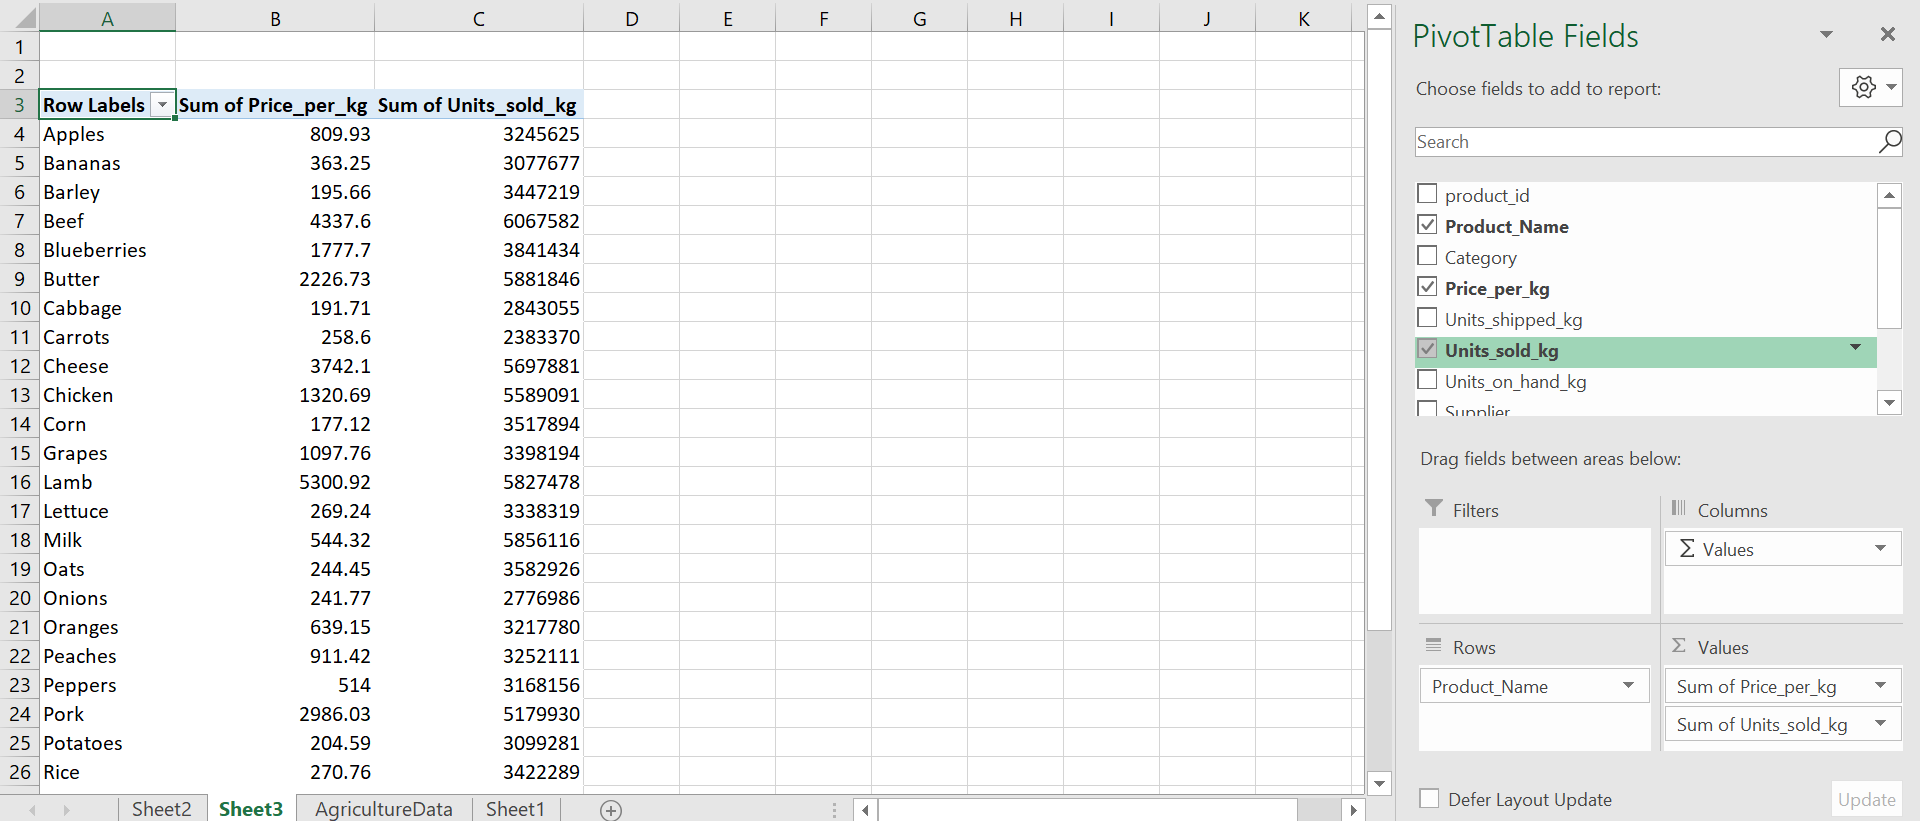 A B C D E F G H I J K
1
2
3 Row Labels Sum of Price_per_kg Sum of Units_sold_kg
4 Apples 809.93 3245625
5 Bananas 363.25 3077677
6 Barley 195.66 3447219
7 Beef 4337.6 6067582
8 Blueberries 1777.7 3841434
9 Butter 2226.73 5881846
10 Cabbage 191.71 2843055
11 Carrots 258.6 2383370
12 Cheese 3742.1 5697881
13 Chicken 1320.69 5589091
14 Corn 177.12 3517894
15 Grapes 1097.76 3398194
16 Lamb 5300.92 5827478
17 Lettuce 269.24 3338319
18 Milk 544.32 5856116
19 Oats 244.45 3582926
20 Onions 241.77 2776986
21 Oranges 639.15 3217780
22 Peaches 911.42 3252111
23 Peppers 514 3168156
24 Pork 2986.03 5179930
25 Potatoes 204.59 3099281
26 Rice 270.76 3422289
Sheet2 Sheet3 AgricultureData Sheet1
PivotTable Fields
Choose fields to add to report:
Search
product_id
Product_Name
Category
Price_per_kg
Units_shipped_kg
Units_sold_kg
Units_on_hand_kg
Supplier
Drag fields between areas below:
Filters
Columns
Σ Values
Rows
Product_Name
Σ Values
Sum of Price_per_kg
Sum of Units_sold_kg
Defer Layout Update
Update